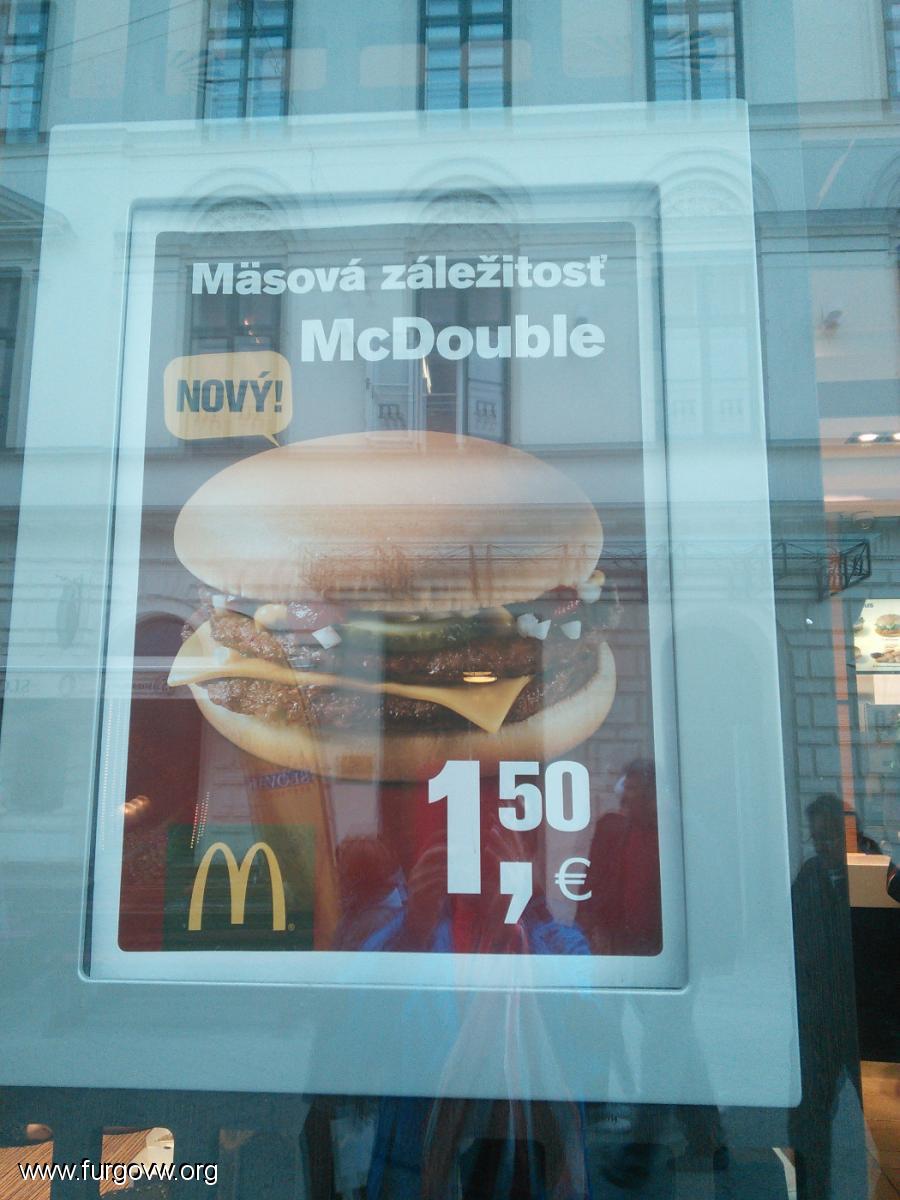 Mäsová záležitosť
McDouble
NOVÝ!
1,50 €
www.furgovw.org